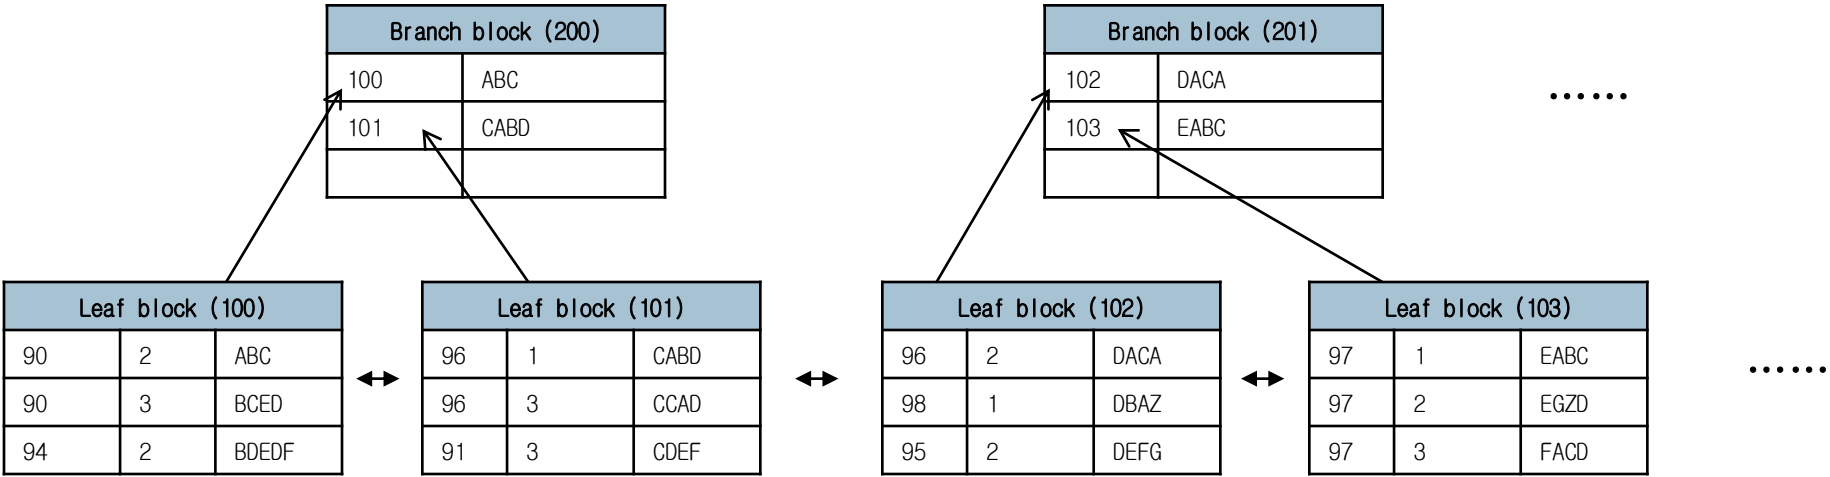 Branch block (200)
100 ABC
101 CABD
Branch block (201)
102 DACA
103 EABC
......
Leaf block (100)
90 2 ABC
90 3 BCED
94 2 BDEDF
Leaf block (101)
96 1 CABD
96 3 CCAD
91 3 CDEF
Leaf block (102)
96 2 DACA
98 1 DBAZ
95 2 DEFG
Leaf block (103)
97 1 EABC
97 2 EGZD
97 3 FACD
......